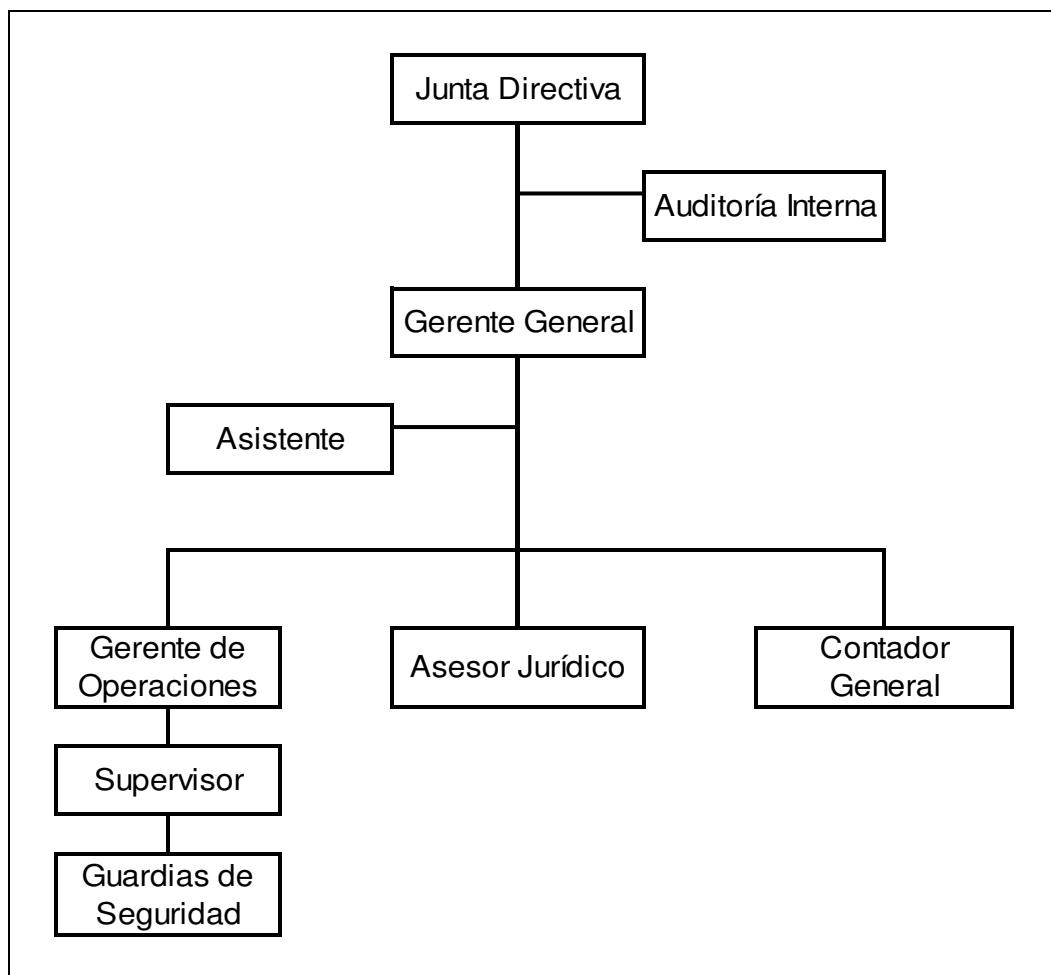 Junta Directiva
Auditoría Interna
Gerente General
Asistente
Gerente de
Operaciones
Asesor Jurídico
Contador
General
Supervisor
Guardias de
Seguridad